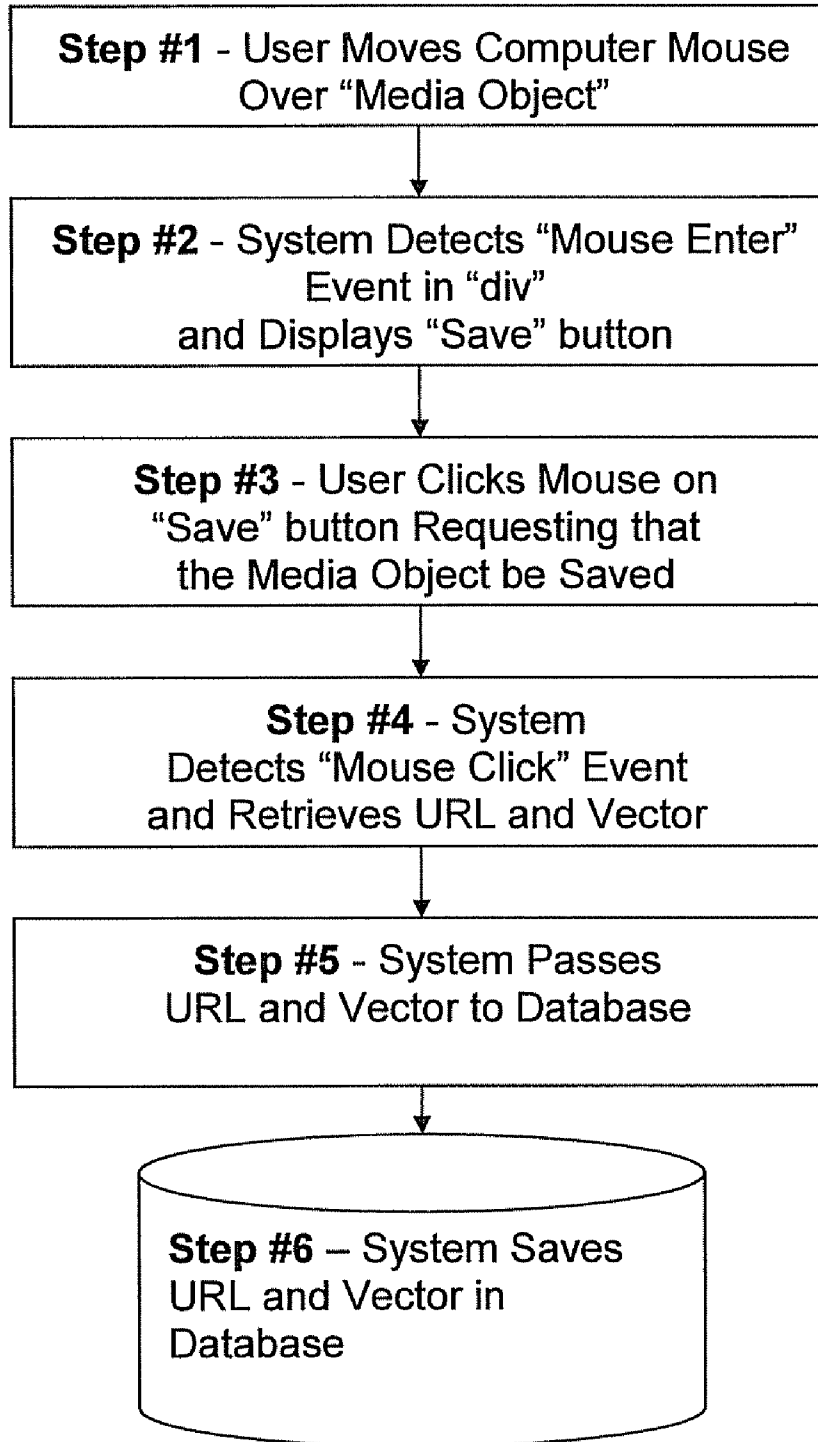 Step #1 - User Moves Computer Mouse
Over “Media Object”
Step #2 - System Detects “Mouse Enter”
Event in “div”
and Displays “Save” button
Step #3 - User Clicks Mouse on
“Save” button Requesting that
the Media Object be Saved
Step #4 - System
Detects “Mouse Click” Event
and Retrieves URL and Vector
Step #5 - System Passes
URL and Vector to Database
Step #6 – System Saves
URL and Vector in
Database